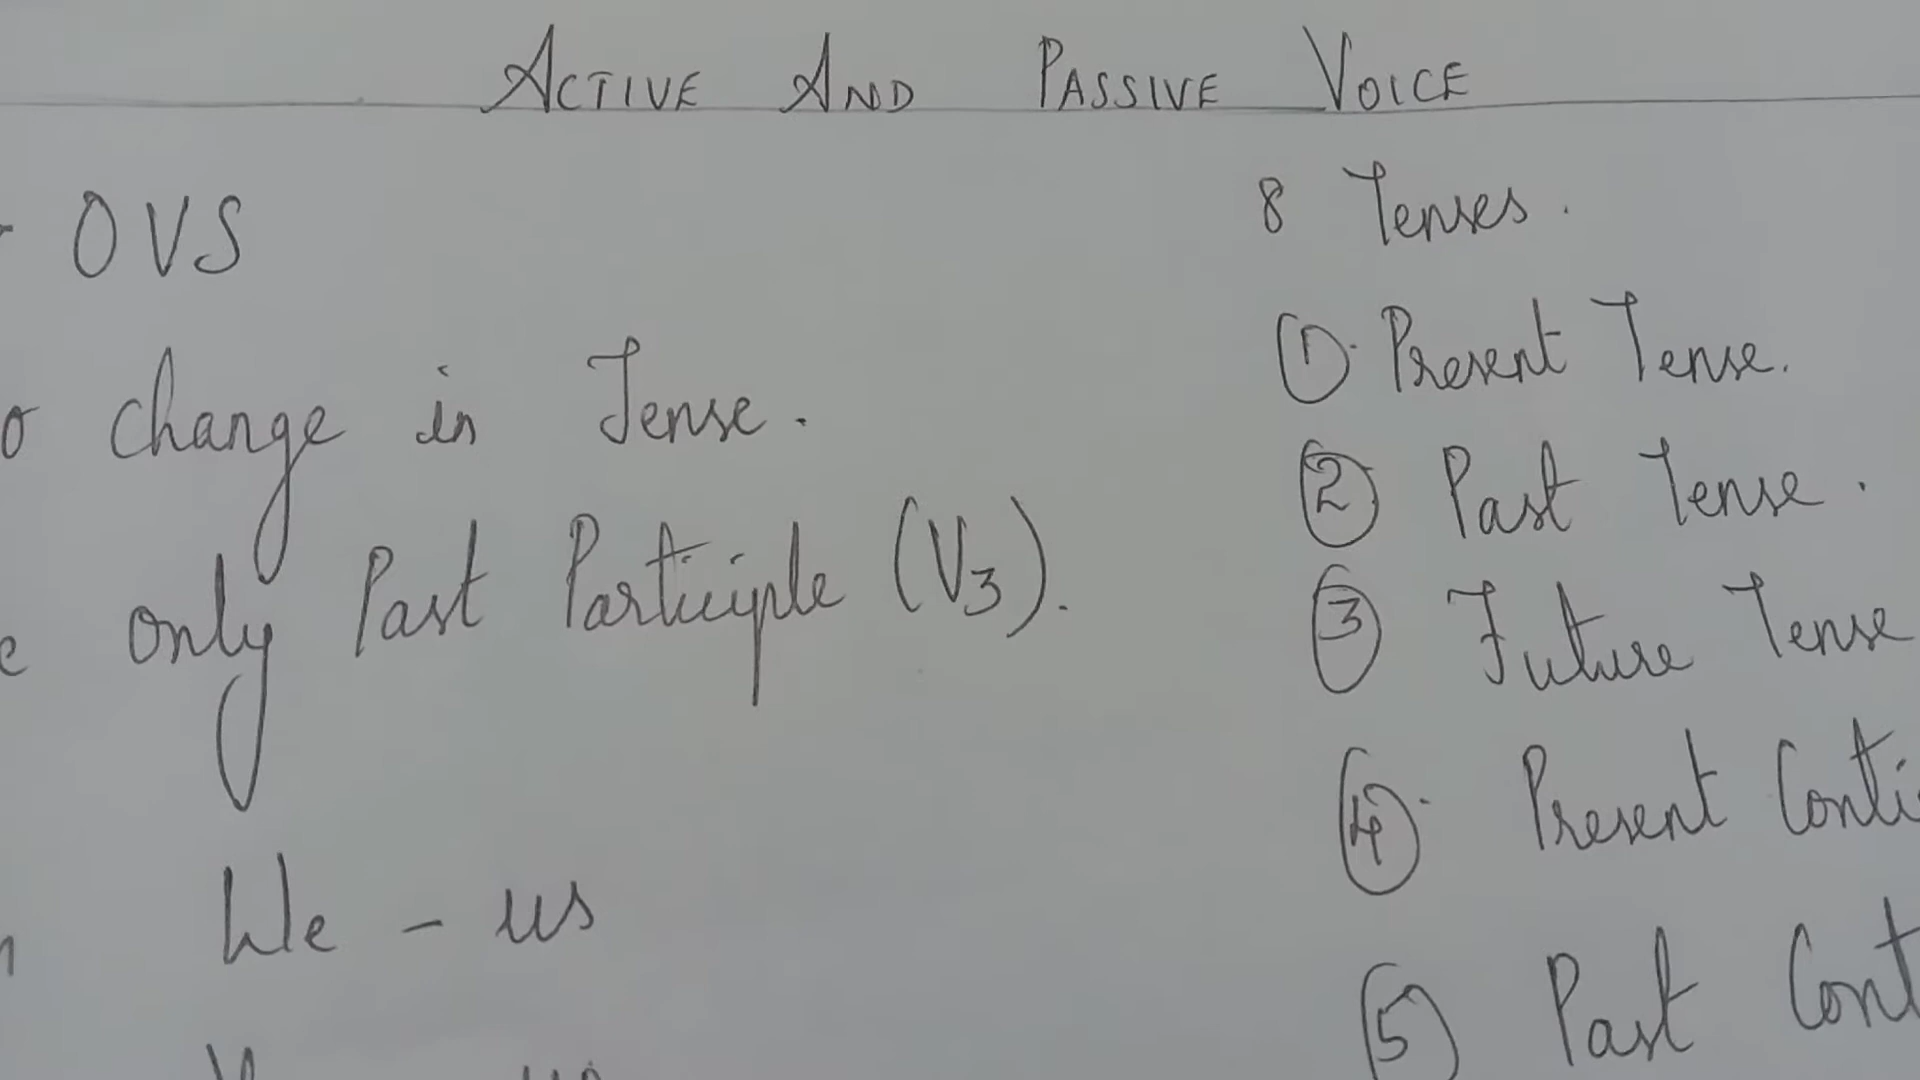 ACTIVE AND PASSIVE VOICE
OVS
change in Tense.
only Past Participle (V3).
We - us
8 Tenses.
① Present Tense.
② Past Tense.
③ Future Tense
④ Present Conti
⑤ Past Cont